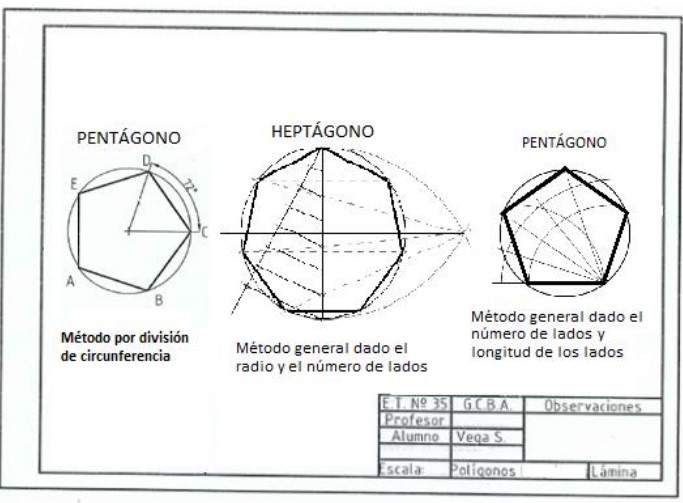 PENTÁGONO
D
E
72°
C
A
B
Método por división
de circunferencia
HEPTÁGONO
Método general dado el
radio y el número de lados
PENTÁGONO
Método general dado el
número de lados y
longitud de los lados
E.T. Nº 35 G.C.B.A. Observaciones
Profesor
Alumno Vega S.
Escala: Polígonos Lámina